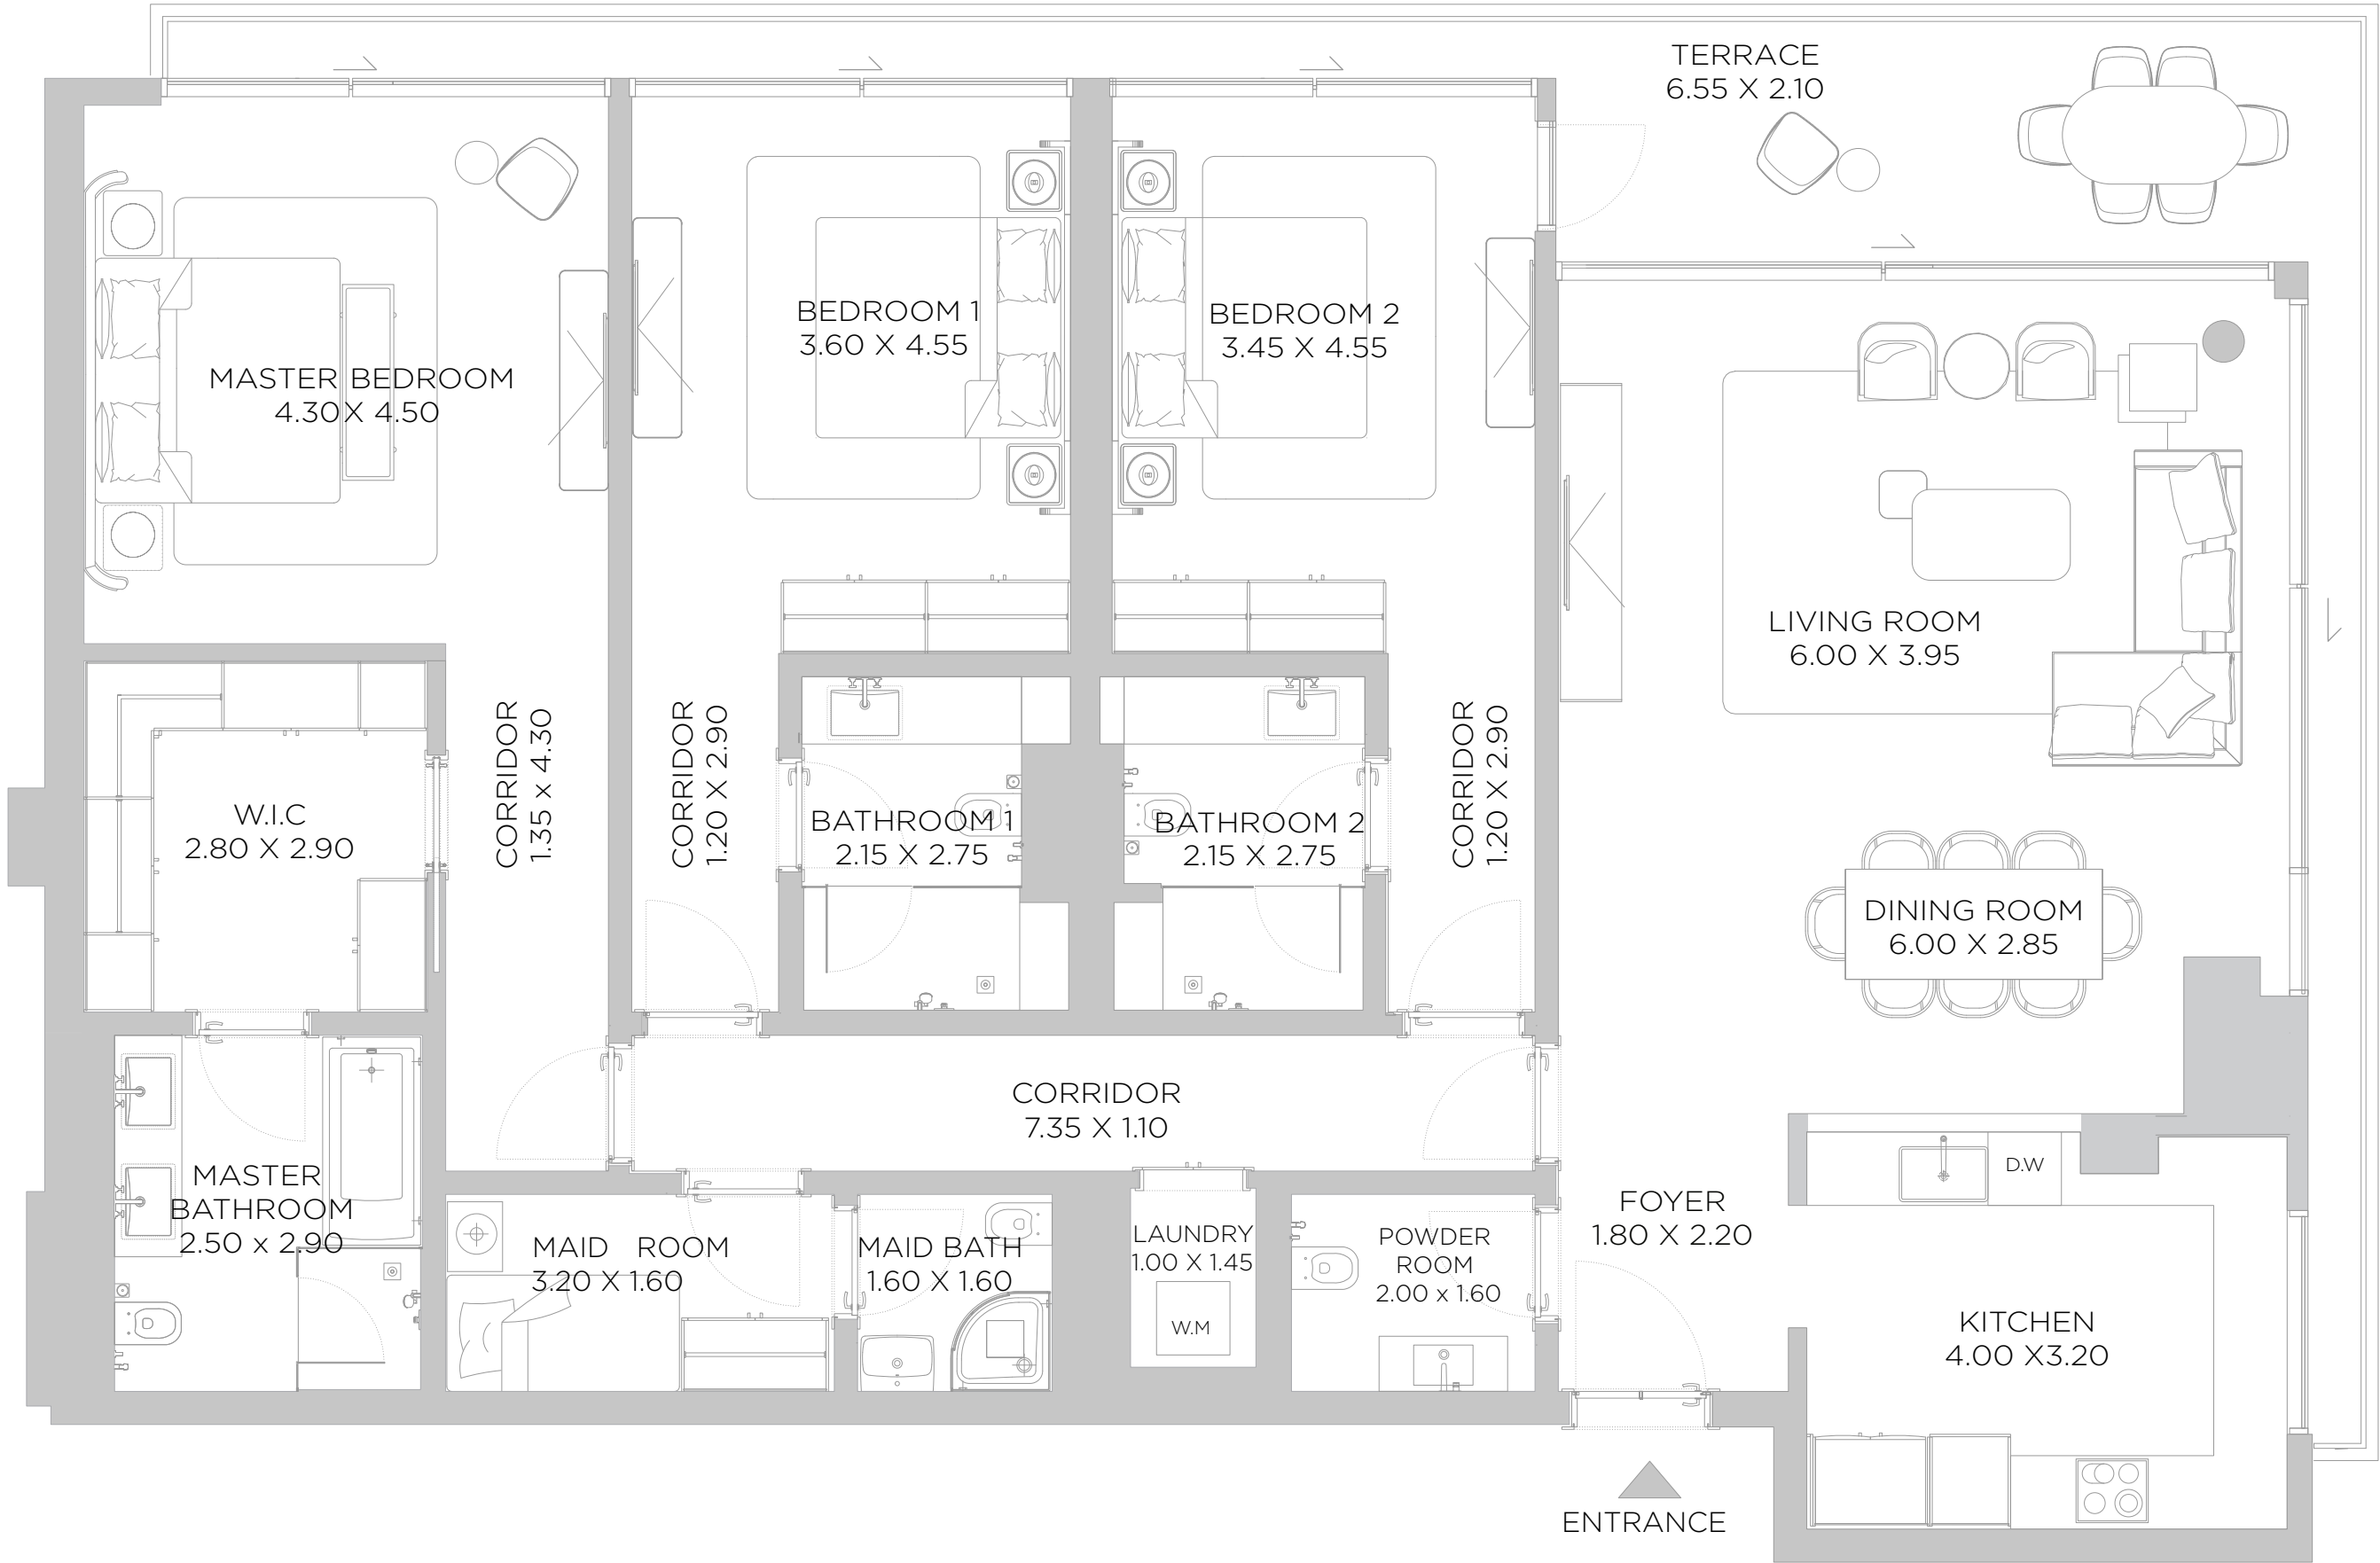 TERRACE
6.55 X 2.10
BEDROOM 1
3.60 X 4.55
BEDROOM 2
3.45 X 4.55
MASTER BEDROOM
4.30 X 4.50
LIVING ROOM
6.00 X 3.95
CORRIDOR
1.35 x 4.30
CORRIDOR
1.20 X 2.90
CORRIDOR
1.20 X 2.90
W.I.C
2.80 X 2.90
BATHROOM 1
2.15 X 2.75
BATHROOM 2
2.15 X 2.75
DINING ROOM
6.00 X 2.85
CORRIDOR
7.35 X 1.10
MASTER
BATHROOM
2.50 x 2.90
D.W
FOYER
1.80 X 2.20
MAID ROOM
3.20 X 1.60
MAID BATH
1.60 X 1.60
LAUNDRY
1.00 X 1.45
W.M
POWDER
ROOM
2.00 x 1.60
KITCHEN
4.00 X3.20
ENTRANCE